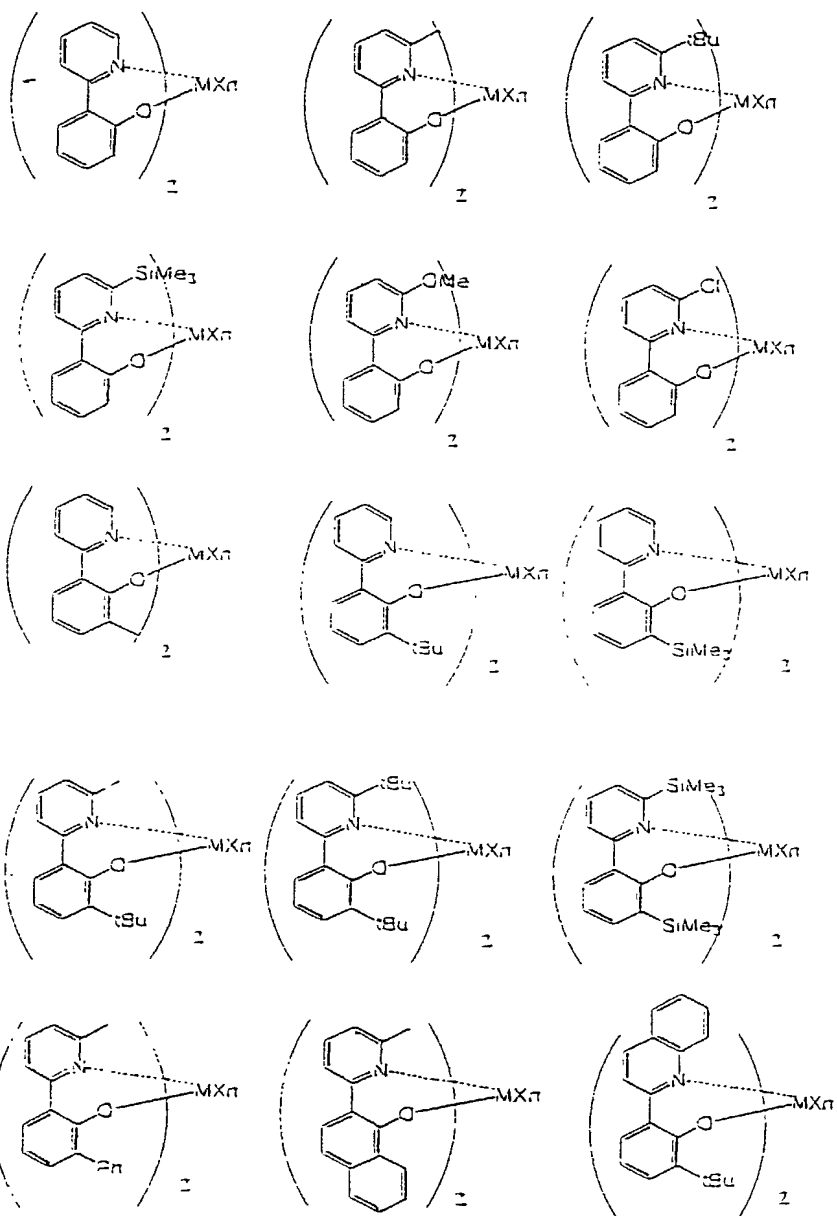 N MXn O 2
N MXn O 2
tBu N MXn O 2
SiMe3 N MXn O 2
OMe N MXn O 2
Cl N MXn O 2
N MXn O 2
N MXn O tBu 2
N MXn O SiMe3 2
N MXn O tBu 2
tBu N MXn O tBu 2
SiMe3 N MXn O SiMe3 2
N MXn O Ph 2
N MXn O 2
N MXn O tBu 2